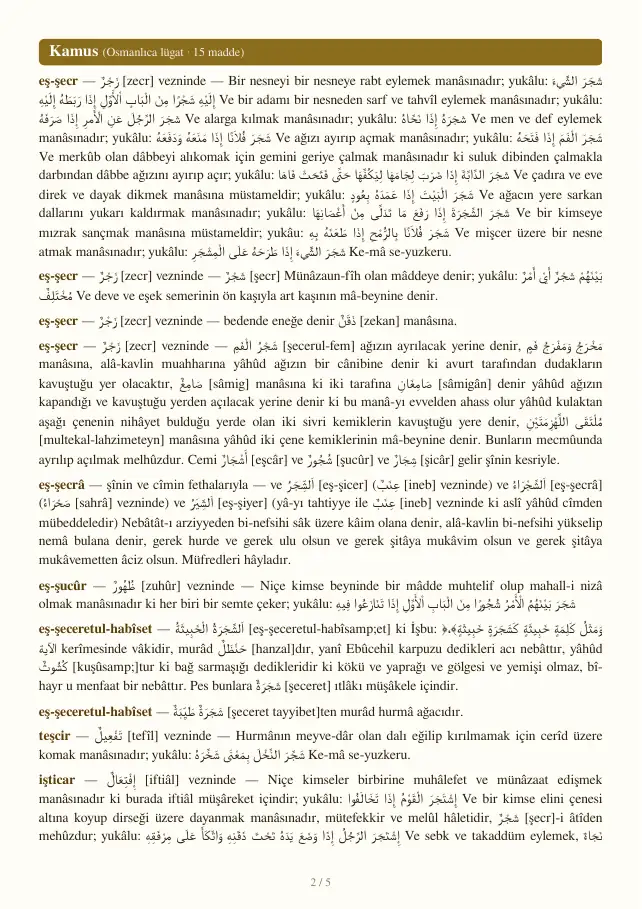 Kamus (Osmanlıca lügat · 15 madde)
eş-şecr — زَجْرٌ [zecr] vezninde — Bir nesneyi bir nesneye rabt eylemek manâsınadır; yukâlu: شَجَرَ الشَّيْءَ
إِلَيْهِ شَجْرًا مِنَ الْبَابِ اْلأَوَّلِ إِذَا رَبَطَهُ إِلَيْهِ Ve bir adamı bir nesneden sarf ve tahvîl eylemek manâsınadır; yukâlu:
شَجَرَ الرَّجُلَ عَنِ الْأَمرِ إِذَا صَرَفَهُ Ve alarga kılmak manâsınadır; yukâlu: شَجَرَهُ إِذَا نَحَّاهُ Ve men ve def eylemek
manâsınadır; yukâlu: شَجَرَ فُلَانًا إِذَا مَنَعَهُ وَدَفَعَهُ Ve ağızı ayırıp açmak manâsınadır; yukâlu: شَجَرَ الْفَمَ إِذَا فَتَحَهُ
Ve merkûb olan dâbbeyi alıkomak için gemini geriye çalmak manâsınadır ki suluk dibinden çalmakla
darbından dâbbe ağızını ayırıp açır; yukâlu: شَجَرَ الدَّابَّةَ إِذَا ضَرَبَ لِجَامَهَا لِيَكُفَّهَا حَتَّى فَتَحَتْ فَاهَا Ve çadıra ve eve
direk ve dayak dikmek manâsına müstameldir; yukâlu: شَجَرَ الْبَيْتَ إِذَا عَمَدَهُ بِعَمُودٍ Ve ağacın yere sarkan
dallarını yukarı kaldırmak manâsınadır; yukâlu: شَجَرَ الشَّجَرَةَ إِذَا رَفَعَ مَا تَدَلَّى مِنْ أَغْصَانِهَا Ve bir kimseye
mızrak sançmak manâsına müstameldir; yukâu: شَجَرَ فُلَانًا بِالرُّمْحِ إِذَا طَعَنَهُ بِهِ Ve mişcer üzere bir nesne
atmak manâsınadır; yukâlu: شَجَرَ الشَّيْءَ إِذَا طَرَحَهُ عَلَى الْمِشْجَرِ Ke-mâ se-yuzkeru.
eş-şecr — زَجْرٌ [zecr] vezninde — شَجْرٌ [şecr] Münâzaun-fîh olan mâddeye denir; yukâlu: بَيْنَهُمْ شَجْرٌ أَيْ أَمْرٌ
مُخْتَلِفٌ Ve deve ve eşek semerinin ön kaşıyla art kaşının mâ-beynine denir.
eş-şecr — زَجْرٌ [zecr] vezninde — bedende eneğe denir ذَقَنٌ [zekan] manâsına.
eş-şecr — زَجْرٌ [zecr] vezninde — شَجْرُ الْفَمِ [şecerul-fem] ağızın ayrılacak yerine denir, مَخْرَجُ وَمَفْرَجُ فَمٍ
manâsına, alâ-kavlin muahharına yâhûd ağızın bir cânibine denir ki avurt tarafından dudakların
kavuştuğu yer olacaktır, صَامِغٌ [sâmig] manâsına ki iki tarafına صَامِغَانِ [sâmigân] denir yâhûd ağızın
kapandığı ve kavuştuğu yerden açılacak yerine denir ki bu manâ-yı evvelden ahass olur yâhûd kulaktan
aşağı çenenin nihâyet bulduğu yerde olan iki sivri kemiklerin kavuştuğu yere denir, مُلْتَقَى اللَّهْزِمَتَيْنِ
[multekal-lahzimeteyn] manâsına yâhûd iki çene kemiklerinin mâ-beynine denir. Bunların mecmûunda
ayrılıp açılmak melhûzdur. Cemi أَشْجَارٌ [eşcâr] ve شُجُورٌ [şucûr] ve شِجَارٌ [şicâr] gelir şînin kesriyle.
eş-şecrâ — şînin ve cîmin fethalarıyla — ve اَلشِّجَرُ [eş-şicer] (عِنَبٌ [ineb] vezninde) ve اَلشَّجْرَاءُ [eş-şecrâ]
(صَحْرَاءُ [sahrâ] vezninde) ve اَلشِّيَرُ [eş-şiyer] (yâ-yı tahtiyye ile عِنَبٌ [ineb] vezninde ki aslî yâhûd cîmden
mübeddeledir) Nebâtât-ı arziyyeden bi-nefsihi sâk üzere kâim olana denir, alâ-kavlin bi-nefsihi yükselip
nemâ bulana denir, gerek hurde ve gerek ulu olsun ve gerek şitâya mukâvim olsun ve gerek şitâya
mukâvemetten âciz olsun. Müfredleri hâyladır.
eş-şucûr — ظُهُورٌ [zuhûr] vezninde — Niçe kimse beyninde bir mâdde muhtelif olup mahall-i nizâ
olmak manâsınadır ki her biri bir semte çeker; yukâlu: شَجَرَ بَيْنَهُمُ الْأَمْرُ شُجُورًا مِنَ الْبَابِ اْلأَوَّلِ إِذَا تَنَازَعُوا فِيهِ
eş-şeceretul-habîset — اَلشَّجَرَةُ الْخَبِيثَةُ [eş-şeceretul-habîsamp;et] ki İşbu: ﴿وَمَثَلُ كَلِمَةٍ خَبِيثَةٍ كَشَجَرَةٍ خَبِيثَةٍ﴾،
الآية kerîmesinde vâkidir, murâd حَنْظَلٌ [hanzal]dır, yanî Ebûcehil karpuzu dedikleri acı nebâttır, yâhûd
كُشُوثٌ [kuşûsamp;]tur ki bağ sarmaşığı dedikleridir ki kökü ve yaprağı ve gölgesi ve yemişi olmaz, bî-
hayr u menfaat bir nebâttır. Pes bunlara شَجَرَةٌ [şeceret] ıtlâkı müşâkele içindir.
eş-şeceretul-habîset — شَجَرَةٌ طَيِّبَةٌ [şeceret tayyibet]ten murâd hurmâ ağacıdır.
teşcir — تَفْعِيلٌ [tefîl] vezninde — Hurmânın meyve-dâr olan dalı eğilip kırılmamak için cerîd üzere
komak manâsınadır; yukâlu: شَجَّرَ النَّخْلَ بِمَعْنَى شَجَرَهُ Ke-mâ se-yuzkeru.
işticar — إِفْتِعَالٌ [iftiâl] vezninde — Niçe kimseler birbirine muhâlefet ve münâzaat edişmek
manâsınadır ki burada iftiâl müşâreket içindir; yukâlu: إِشْتَجَرَ الْقَوْمُ إِذَا تَخَالَفُوا Ve bir kimse elini çenesi
altına koyup dirseği üzere dayanmak manâsınadır, mütefekkir ve melûl hâletidir, شَجْرٌ [şecr]-i âtîden
mehûzdur; yukâlu: إِشْتَجَرَ الرَّجُلُ إِذَا وَضَعَ يَدَهُ تَحْتَ ذَقَنِهِ وَاتَّكَأَ عَلَى مِرْفَقِهِ Ve sebk ve takaddüm eylemek, نَجَاةٌ
2 / 5